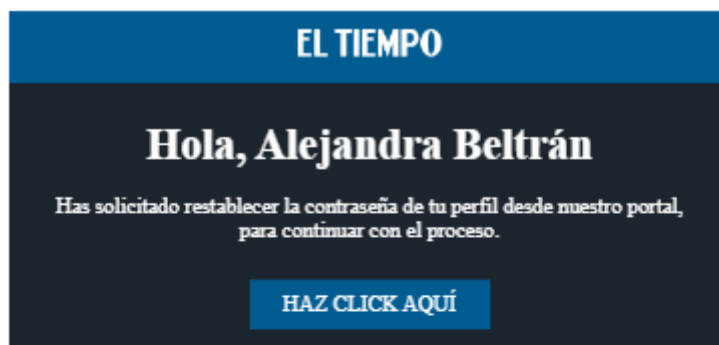 EL TIEMPO
Hola, Alejandra Beltrán
Has solicitado restablecer la contraseña de tu perfil desde nuestro portal,
para continuar con el proceso.
HAZ CLICK AQUÍ